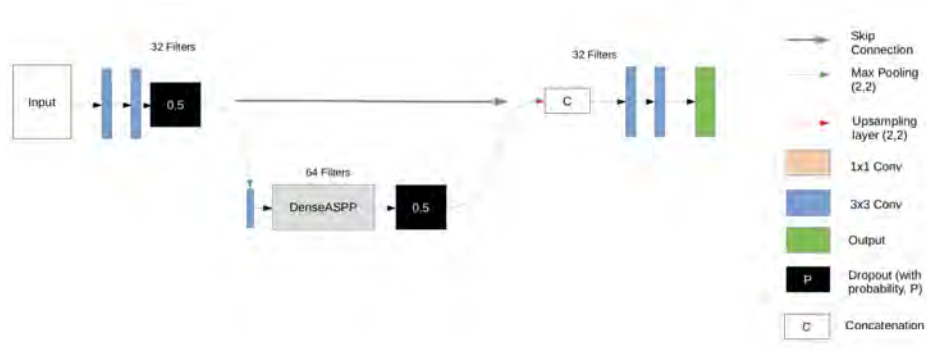 32 Filters
Input
0.5
64 Filters
DenseASPP
0.5
32 Filters
C
Skip
Connection
Max Pooling
(2,2)
Upsampling
layer (2,2)
1x1 Conv
3x3 Conv
Output
P
Dropout (with
probability, P)
C
Concatenation